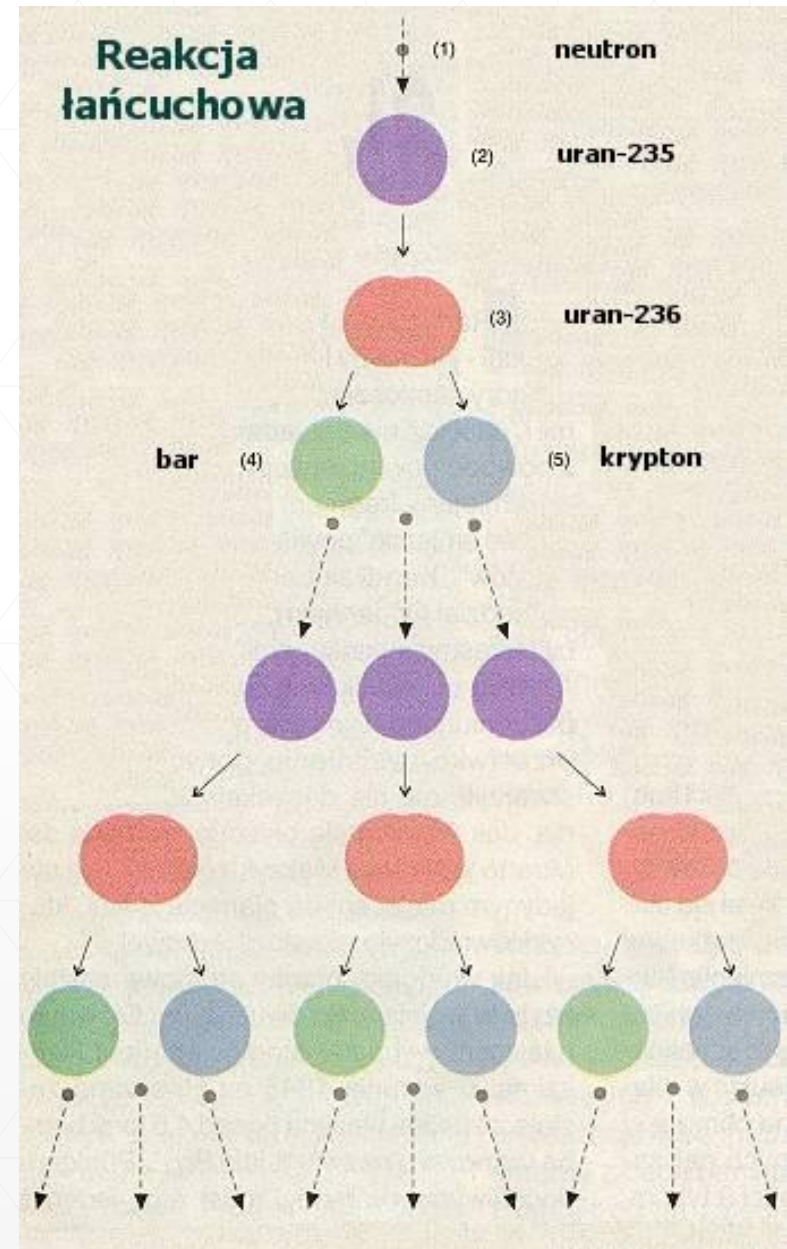 Reakcja
łańcuchowa
(1) neutron
(2) uran-235
(3) uran-236
bar (4) (5) krypton